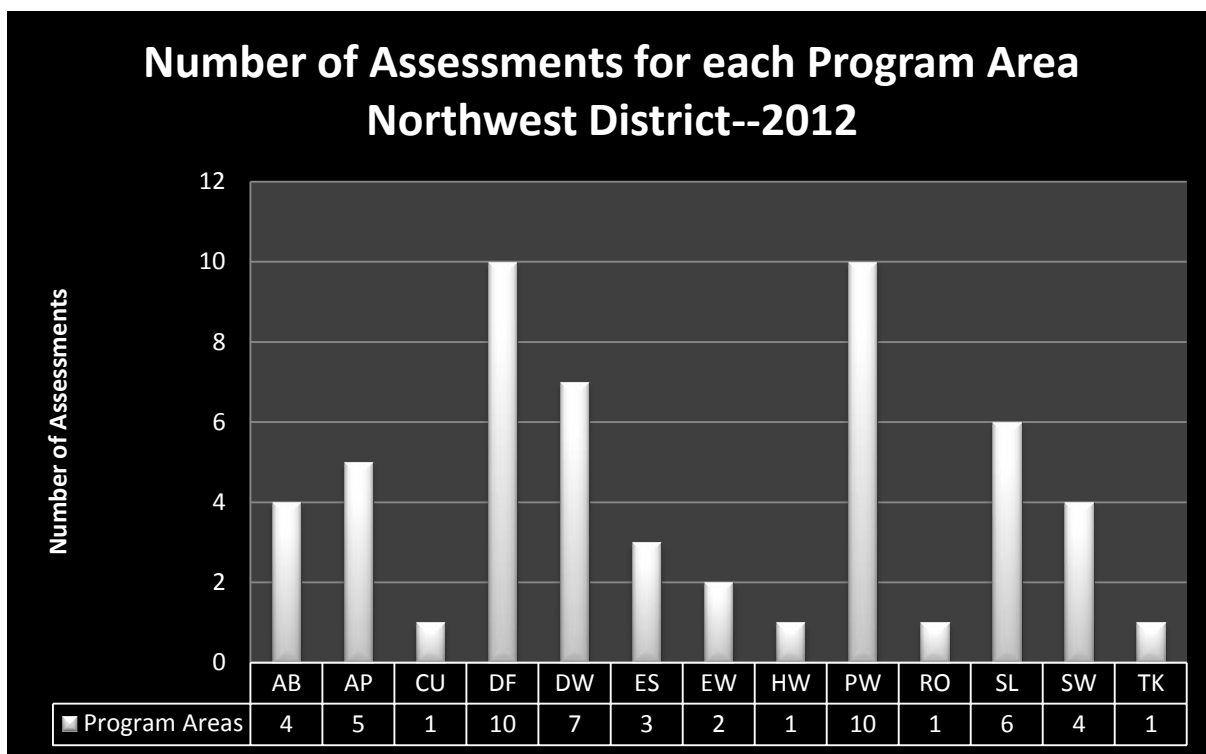 Number of Assessments for each Program Area
Northwest District--2012
Number of Assessments
12
10
8
6
4
2
0
AB AP CU DF DW ES EW HW PW RO SL SW TK
Program Areas 4 5 1 10 7 3 2 1 10 1 6 4 1